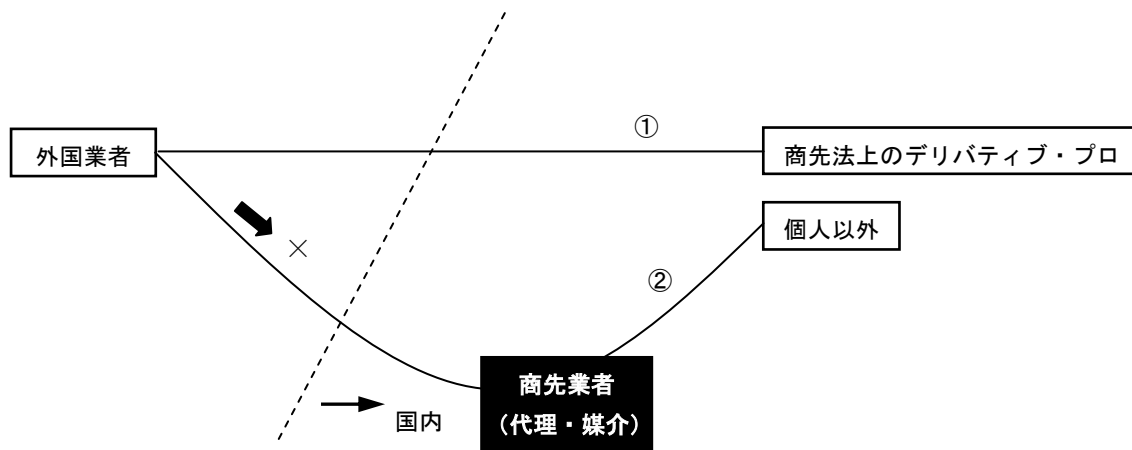 ①
外国業者
商先法上のデリバティブ・プロ
個人以外
×
②
商先業者
(代理・媒介)
国内